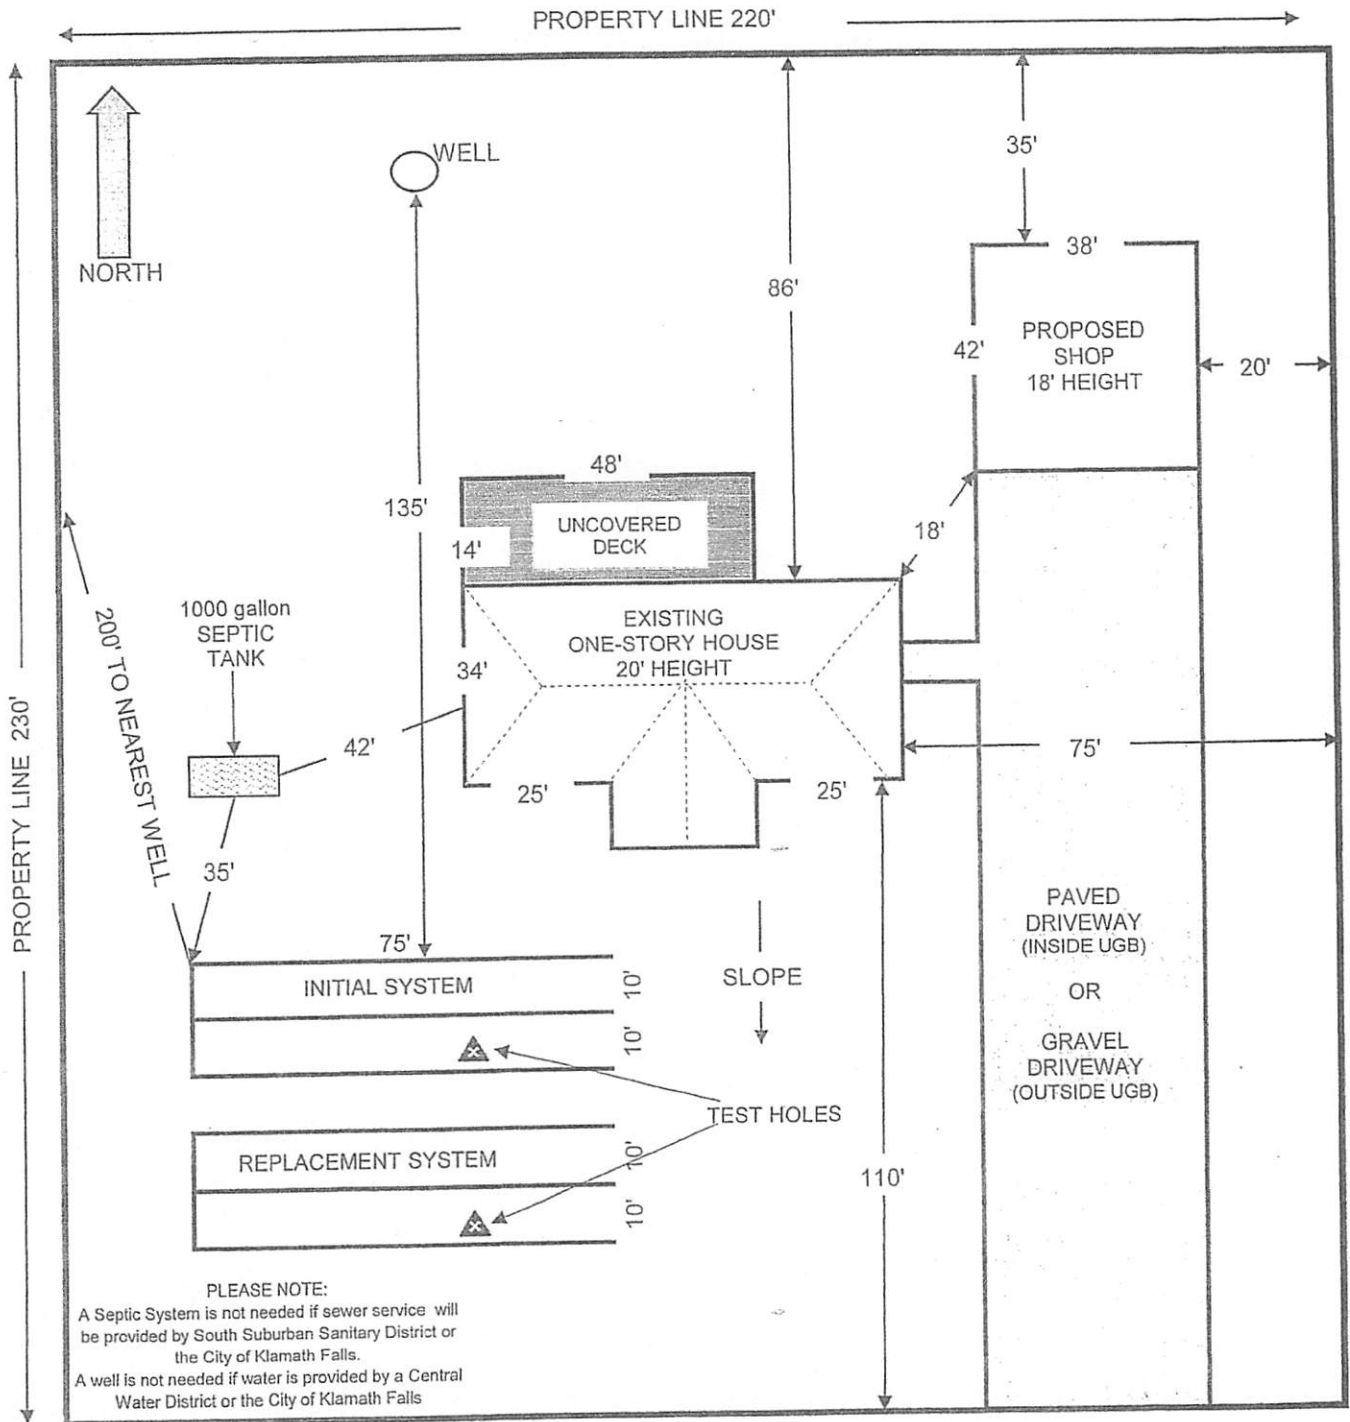 PROPERTY LINE 220'
35'
WELL
38'
NORTH
86'
PROPOSED
SHOP
18' HEIGHT
42'
20'
48'
135'
UNCOVERED
DECK
14'
18'
1000 gallon
SEPTIC
TANK
EXISTING
ONE-STORY HOUSE
20' HEIGHT
34'
200' TO NEAREST WELL
PROPERTY LINE 230'
42'
75'
25'
25'
35'
75'
INITIAL SYSTEM
10'
10'
SLOPE
PAVED
DRIVEWAY
(INSIDE UGB)
OR
GRAVEL
DRIVEWAY
(OUTSIDE UGB)
TEST HOLES
REPLACEMENT SYSTEM
10'
10'
110'
PLEASE NOTE:
A Septic System is not needed if sewer service will
be provided by South Suburban Sanitary District or
the City of Klamath Falls.
A well is not needed if water is provided by a Central
Water District or the City of Klamath Falls